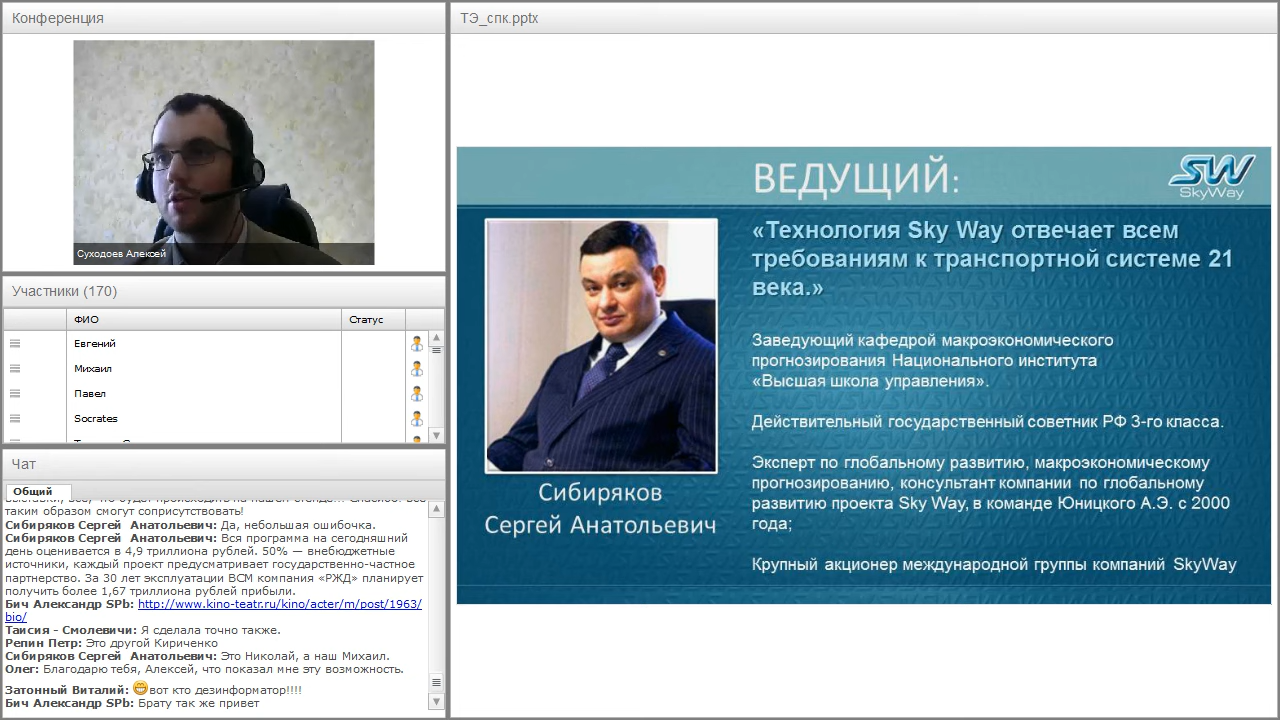 Конференция
Суходоев Алексей
Участники (170)
ФИО
Статус
Евгений
Михаил
Павел
Socrates
Чат
Общий
таким образом смогут соприсутствовать!
Сибиряков Сергей Анатольевич: Да, небольшая ошибочка.
Сибиряков Сергей Анатольевич: Вся программа на сегодняшний
день оценивается в 4,9 триллиона рублей. 50% — внебюджетные
источники, каждый проект предусматривает государственно-частное
партнерство. За 30 лет эксплуатации ВСМ компания «РЖД» планирует
получить более 1,67 триллиона рублей прибыли.
Бич Александр SPb: http://www.kino-teatr.ru/kino/acter/m/post/1963/
bio/
Таисия - Смолевичи: Я сделала точно также.
Репин Петр: Это другой Кириченко
Сибиряков Сергей Анатольевич: Это Николай, а наш Михаил.
Олег: Благодарю тебя, Алексей, что показал мне эту возможность.
Затонный Виталий: вот это дезинформатор!!!!
Бич Александр SPb: Брату так же привет
ТЭ_спк.pptx
ВЕДУЩИЙ:
SW
SkyWay
«Технология Sky Way отвечает всем
требованиям к транспортной системе 21
века.»
Заведующий кафедрой макроэкономического
прогнозирования Национального института
«Высшая школа управления».
Действительный государственный советник РФ 3-го класса.
Эксперт по глобальному развитию, макроэкономическому
прогнозированию, консультант компании по глобальному
развитию проекта Sky Way, в команде Юницкого А.Э. с 2000
года;
Крупный акционер международной группы компаний SkyWay
Сибиряков
Сергей Анатольевич